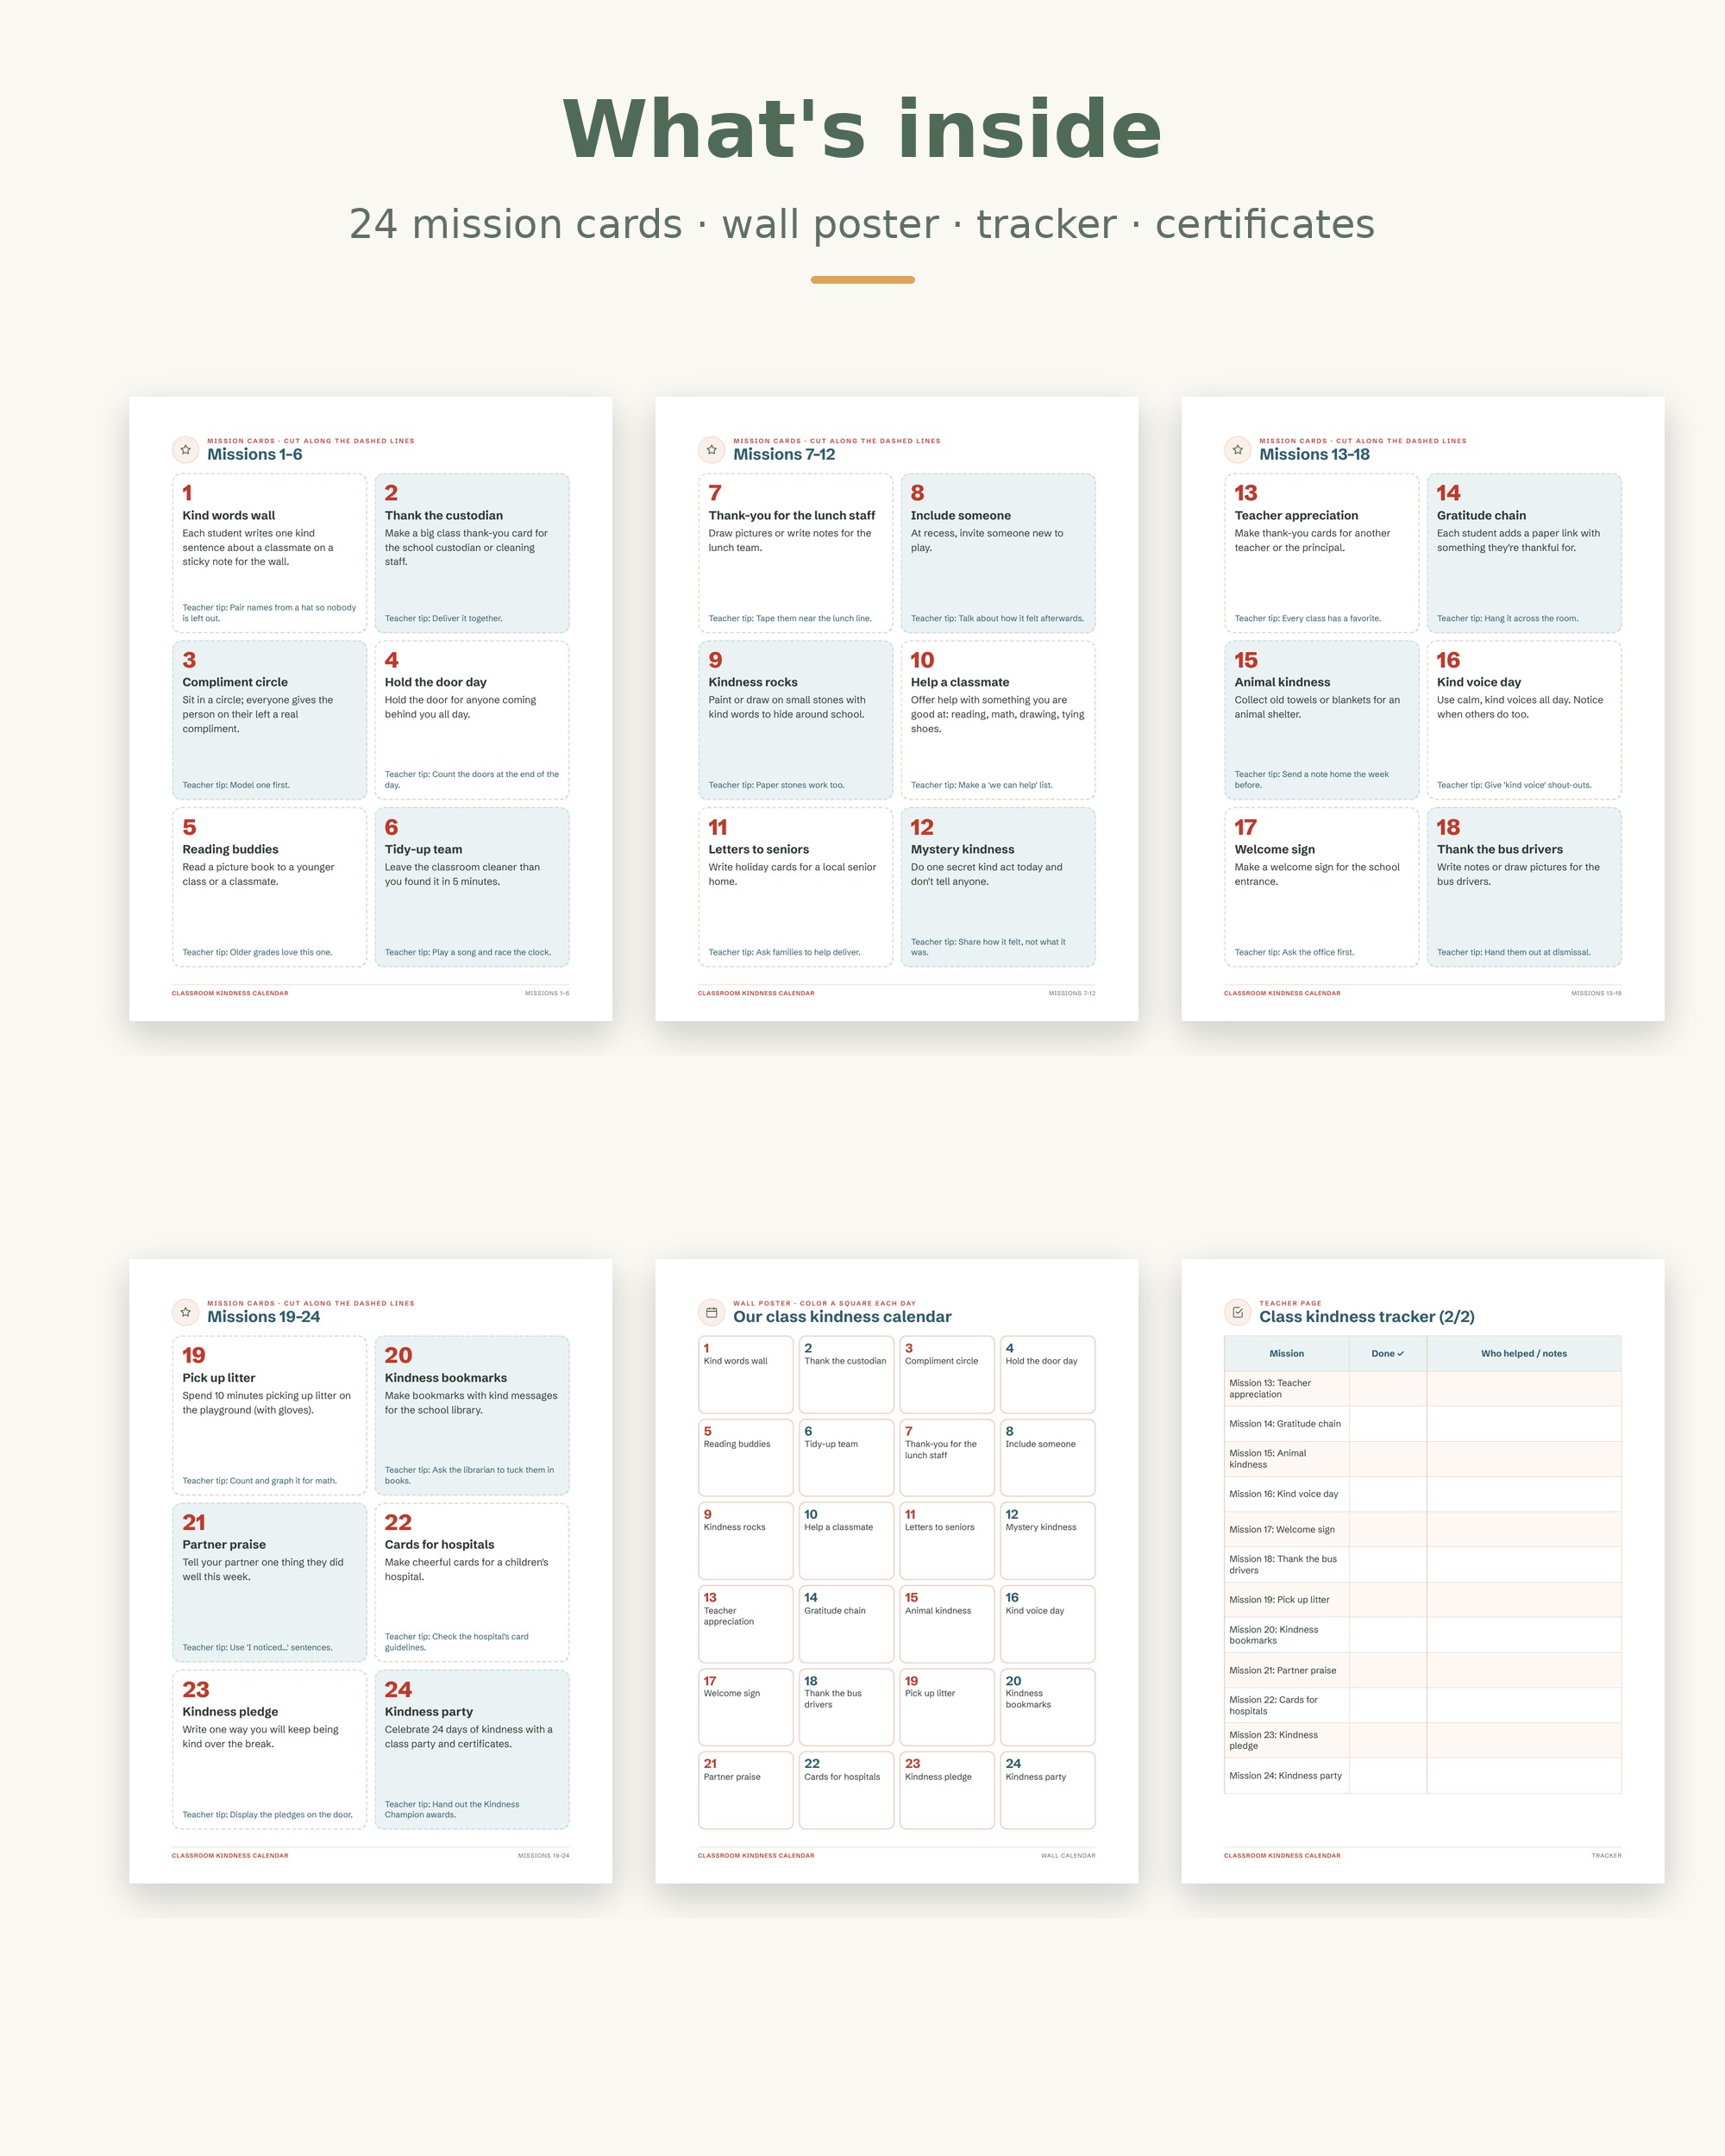 What's inside
24 mission cards · wall poster · tracker · certificates
MISSION CARDS · CUT ALONG THE DASHED LINES
Missions 1–6
1
Kind words wall
Each student writes one kind
sentence about a classmate on a
sticky note for the wall.
Teacher tip: Pair names from a hat so nobody
is left out.
2
Thank the custodian
Make a big class thank-you card for
the school custodian or cleaning
staff.
Teacher tip: Deliver it together.
3
Compliment circle
Sit in a circle; everyone gives the
person on their left a real
compliment.
Teacher tip: Model one first.
4
Hold the door day
Hold the door for anyone coming
behind you all day.
Teacher tip: Count the doors at the end of the
day.
5
Reading buddies
Read a picture book to a younger
class or a classmate.
Teacher tip: Older grades love this one.
6
Tidy-up team
Leave the classroom cleaner than
you found it in 5 minutes.
Teacher tip: Play a song and race the clock.
CLASSROOM KINDNESS CALENDAR
MISSIONS 1–6
MISSION CARDS · CUT ALONG THE DASHED LINES
Missions 7–12
7
Thank-you for the lunch staff
Draw pictures or write notes for the
lunch team.
Teacher tip: Tape them near the lunch line.
8
Include someone
At recess, invite someone new to
play.
Teacher tip: Talk about how it felt afterwards.
9
Kindness rocks
Paint or draw on small stones with
kind words to hide around school.
Teacher tip: Paper stones work too.
10
Help a classmate
Offer help with something you are
good at: reading, math, drawing, tying
shoes.
Teacher tip: Make a 'we can help' list.
11
Letters to seniors
Write holiday cards for a local senior
home.
Teacher tip: Ask families to help deliver.
12
Mystery kindness
Do one secret kind act today and
don't tell anyone.
Teacher tip: Share how it felt, not what it
was.
CLASSROOM KINDNESS CALENDAR
MISSIONS 7–12
MISSION CARDS · CUT ALONG THE DASHED LINES
Missions 13–18
13
Teacher appreciation
Make thank-you cards for another
teacher or the principal.
Teacher tip: Every class has a favorite.
14
Gratitude chain
Each student adds a paper link with
something they're thankful for.
Teacher tip: Hang it across the room.
15
Animal kindness
Collect old towels or blankets for an
animal shelter.
Teacher tip: Send a note home the week
before.
16
Kind voice day
Use calm, kind voices all day. Notice
when others do too.
Teacher tip: Give 'kind voice' shout-outs.
17
Welcome sign
Make a welcome sign for the school
entrance.
Teacher tip: Ask the office first.
18
Thank the bus drivers
Write notes or draw pictures for the
bus drivers.
Teacher tip: Hand them out at dismissal.
CLASSROOM KINDNESS CALENDAR
MISSIONS 13–18
MISSION CARDS · CUT ALONG THE DASHED LINES
Missions 19–24
19
Pick up litter
Spend 10 minutes picking up litter on
the playground (with gloves).
Teacher tip: Count and graph it for math.
20
Kindness bookmarks
Make bookmarks with kind messages
for the school library.
Teacher tip: Ask the librarian to tuck them in
books.
21
Partner praise
Tell your partner one thing they did
well this week.
Teacher tip: Use 'I noticed...' sentences.
22
Cards for hospitals
Make cheerful cards for a children's
hospital.
Teacher tip: Check the hospital's card
guidelines.
23
Kindness pledge
Write one way you will keep being
kind over the break.
Teacher tip: Display the pledges on the door.
24
Kindness party
Celebrate 24 days of kindness with a
class party and certificates.
Teacher tip: Hand out the Kindness
Champion awards.
CLASSROOM KINDNESS CALENDAR
MISSIONS 19–24
WALL POSTER · COLOR A SQUARE EACH DAY
Our class kindness calendar
1
Kind words wall
2
Thank the custodian
3
Compliment circle
4
Hold the door day
5
Reading buddies
6
Tidy-up team
7
Thank-you for the
lunch staff
8
Include someone
9
Kindness rocks
10
Help a classmate
11
Letters to seniors
12
Mystery kindness
13
Teacher
appreciation
14
Gratitude chain
15
Animal kindness
16
Kind voice day
17
Welcome sign
18
Thank the bus
drivers
19
Pick up litter
20
Kindness
bookmarks
21
Partner praise
22
Cards for hospitals
23
Kindness pledge
24
Kindness party
CLASSROOM KINDNESS CALENDAR
WALL CALENDAR
TEACHER PAGE
Class kindness tracker (2/2)
Mission
Done ✓
Who helped / notes
Mission 13: Teacher
appreciation
Mission 14: Gratitude chain
Mission 15: Animal
kindness
Mission 16: Kind voice day
Mission 17: Welcome sign
Mission 18: Thank the bus
drivers
Mission 19: Pick up litter
Mission 20: Kindness
bookmarks
Mission 21: Partner praise
Mission 22: Cards for
hospitals
Mission 23: Kindness
pledge
Mission 24: Kindness party
CLASSROOM KINDNESS CALENDAR
TRACKER